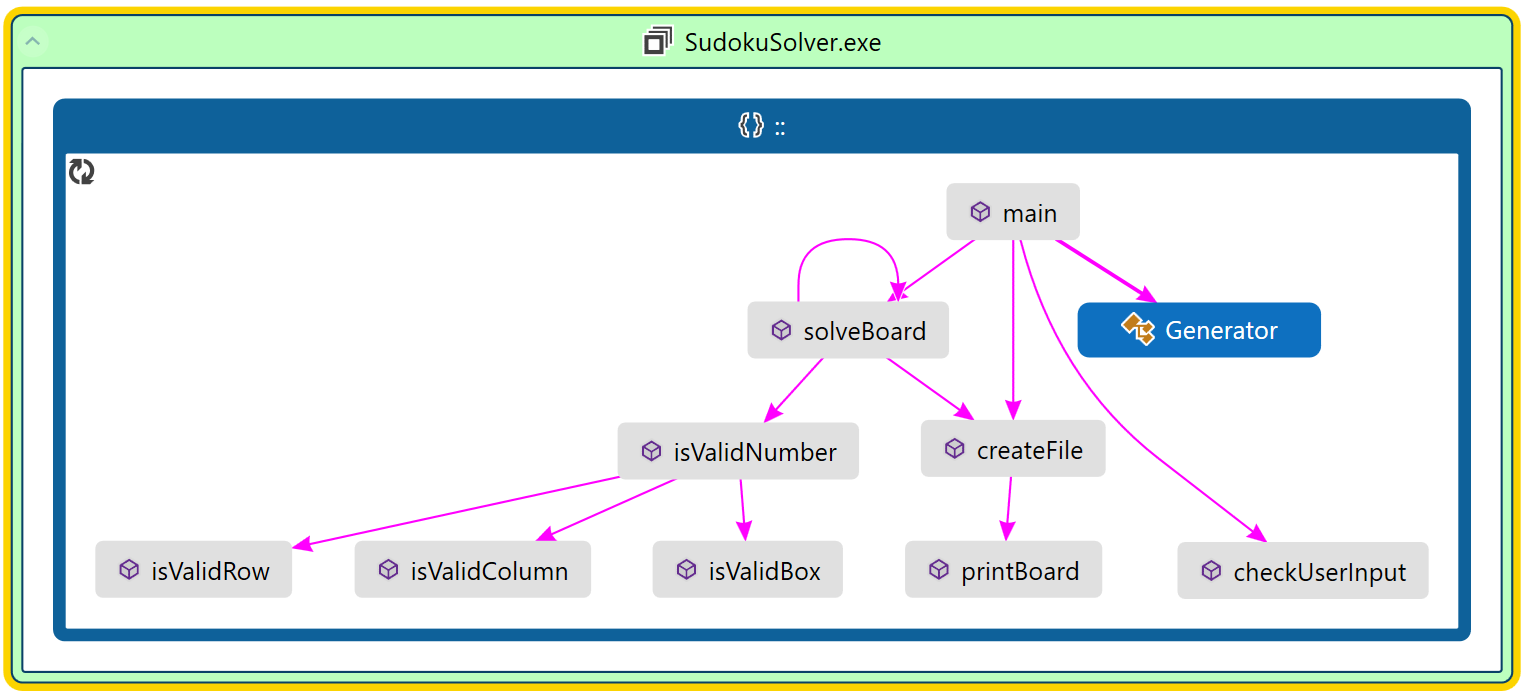 SudokuSolver.exe
{} ::
main
solveBoard
Generator
isValidNumber
createFile
isValidRow
isValidColumn
isValidBox
printBoard
checkUserInput